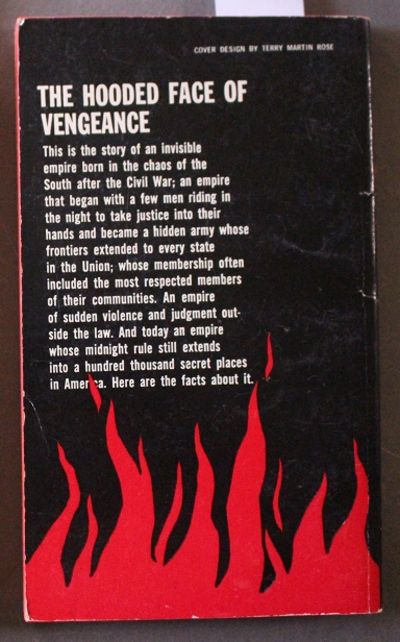 COVER DESIGN BY TERRY MARTIN ROSE
THE HOODED FACE OF
VENGEANCE
This is the story of an invisible
empire born in the chaos of the
South after the Civil War; an empire
that began with a few men riding in
the night to take justice into their
hands and became a hidden army whose
frontiers extended to every state
in the Union; whose membership often
included the most respected members
of their communities. An empire
of sudden violence and judgment out-
side the law. And today an empire
whose midnight rule still extends
into a hundred thousand secret places
in America. Here are the facts about it.